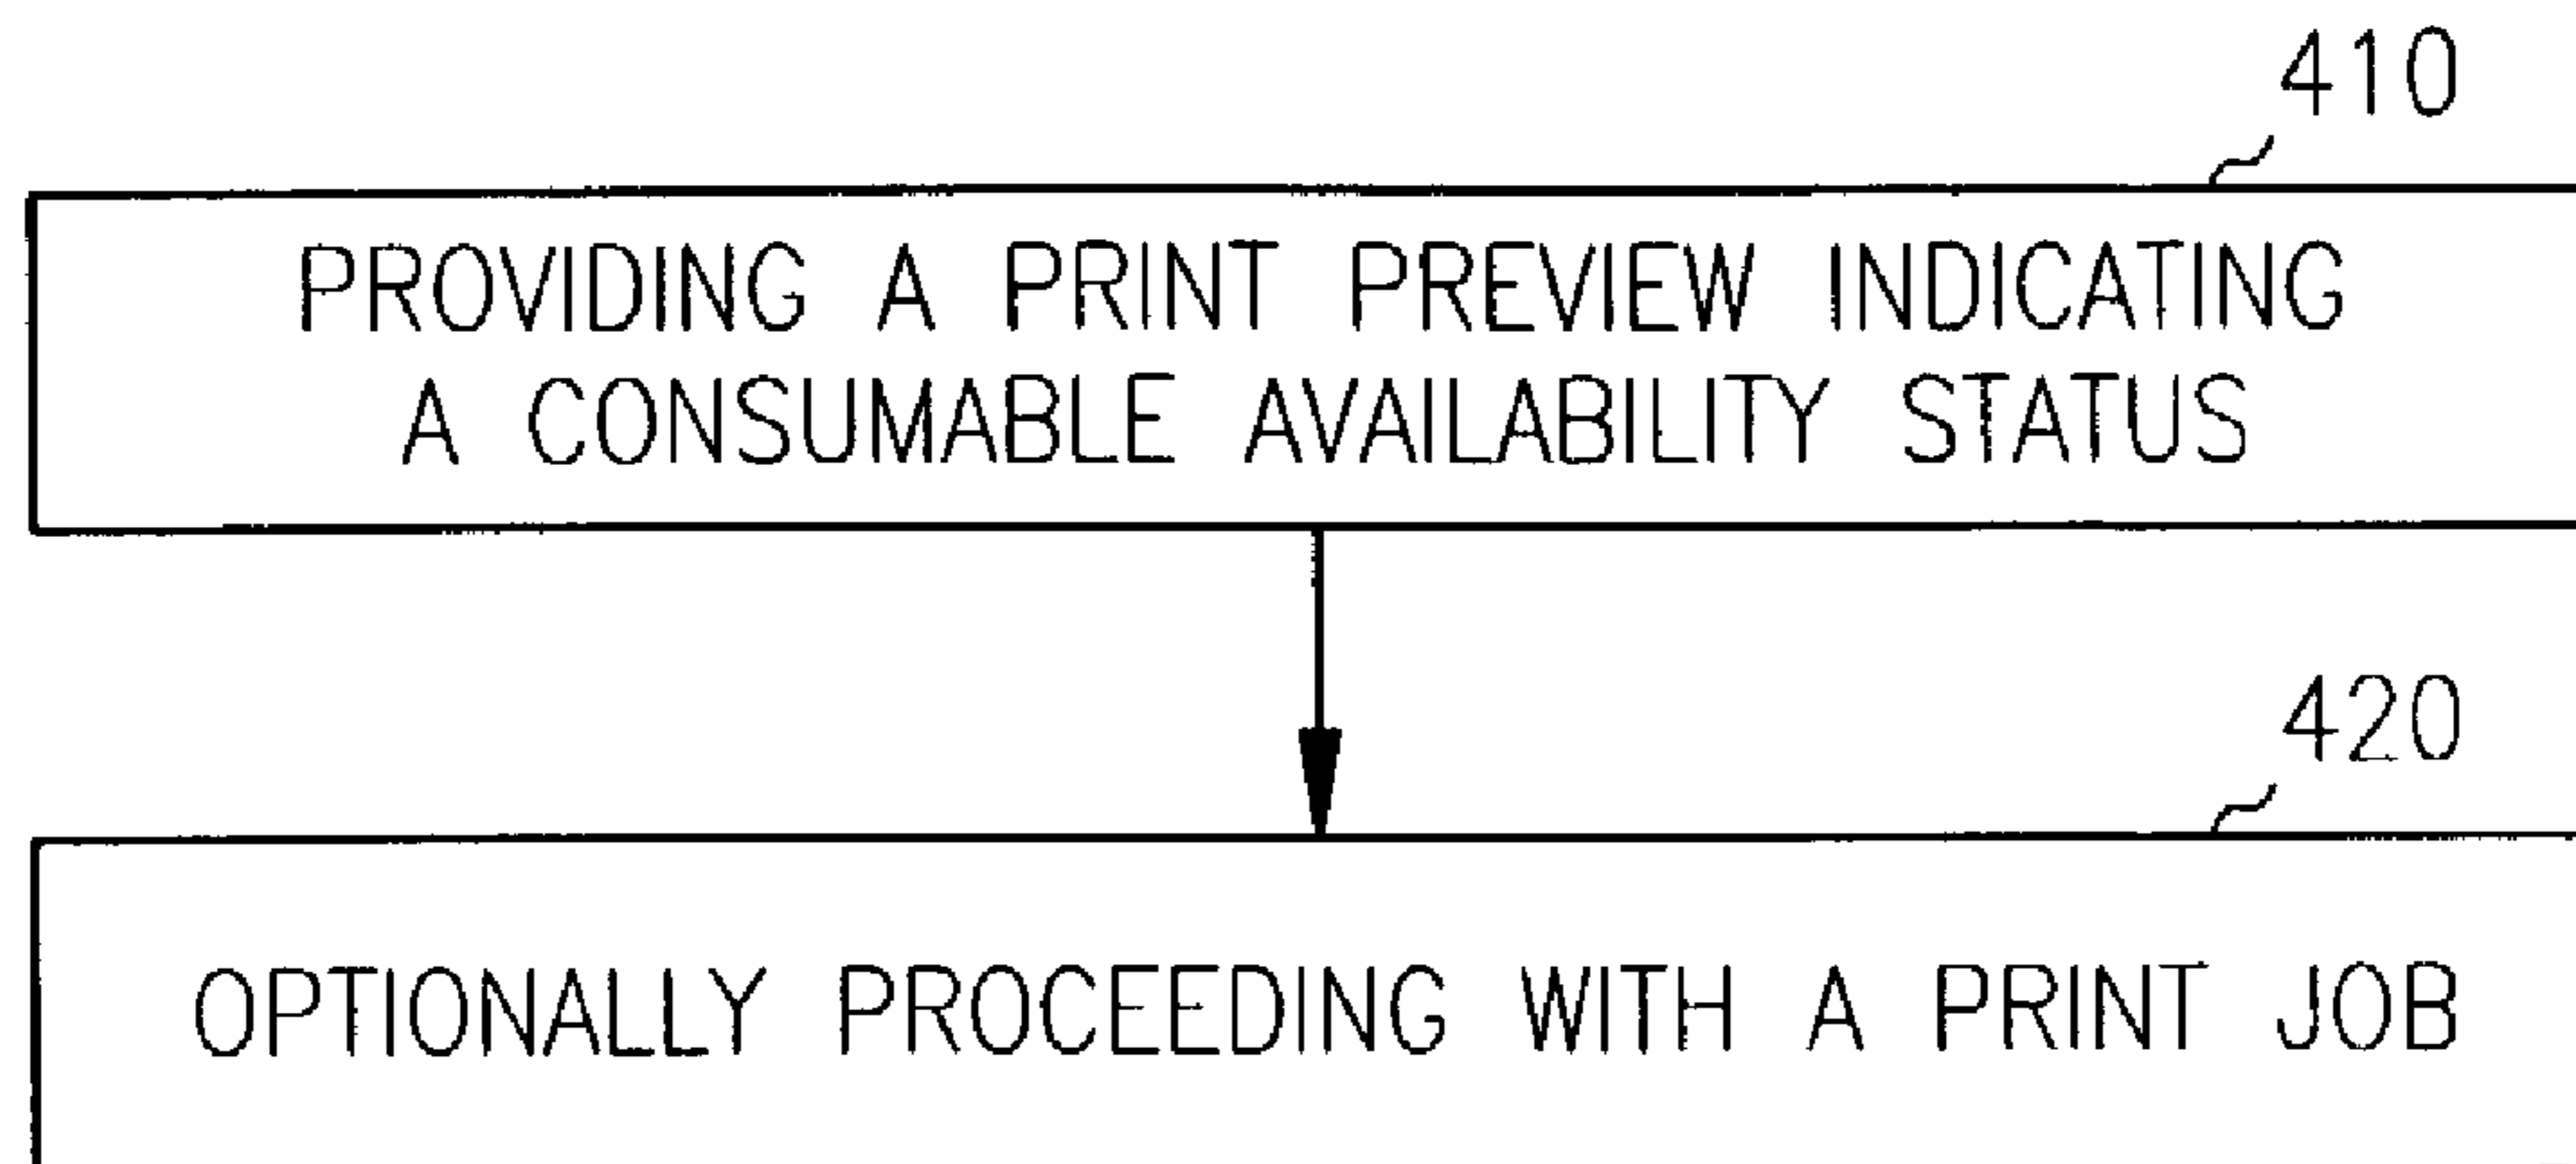 410
PROVIDING A PRINT PREVIEW INDICATING
A CONSUMABLE AVAILABILITY STATUS
420
OPTIONALLY PROCEEDING WITH A PRINT JOB